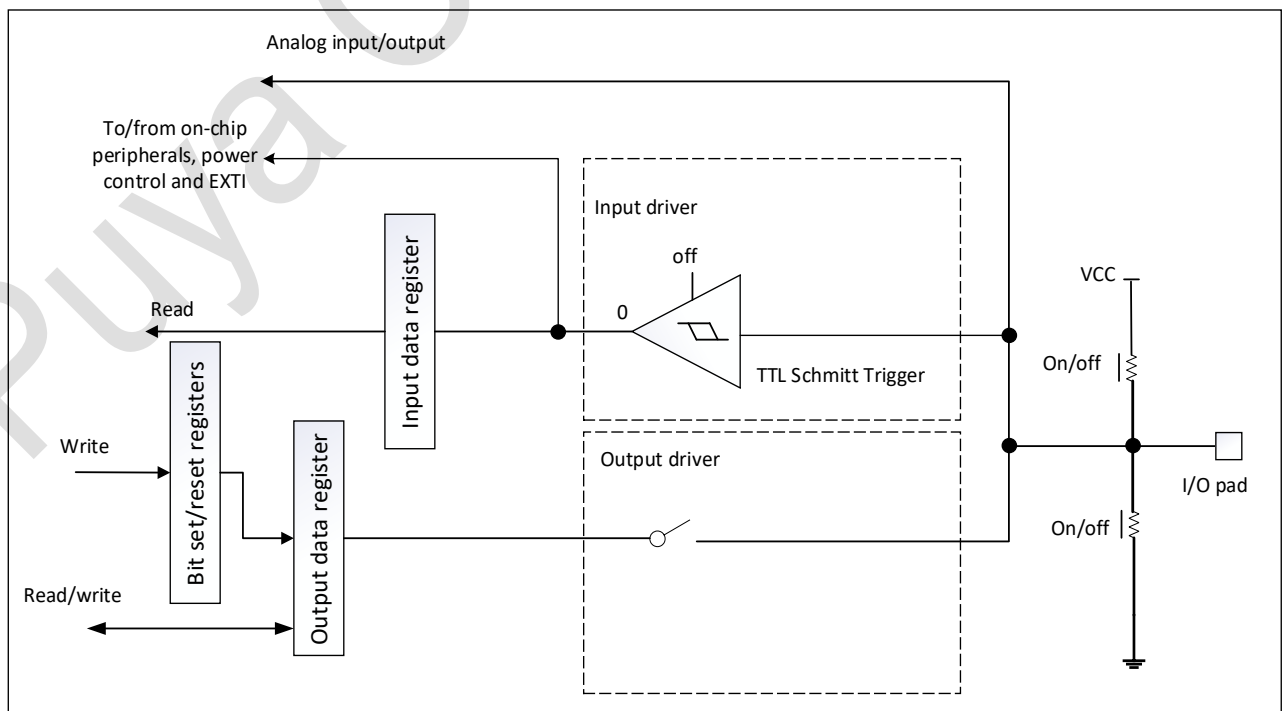 Analog input/output
To/from on-chip
peripherals, power
control and EXTI
Input driver
off
VCC
Read
0
Input data register
On/off
TTL Schmitt Trigger
Bit set/reset registers
Write
Output data register
Output driver
I/O pad
On/off
Read/write
Puya